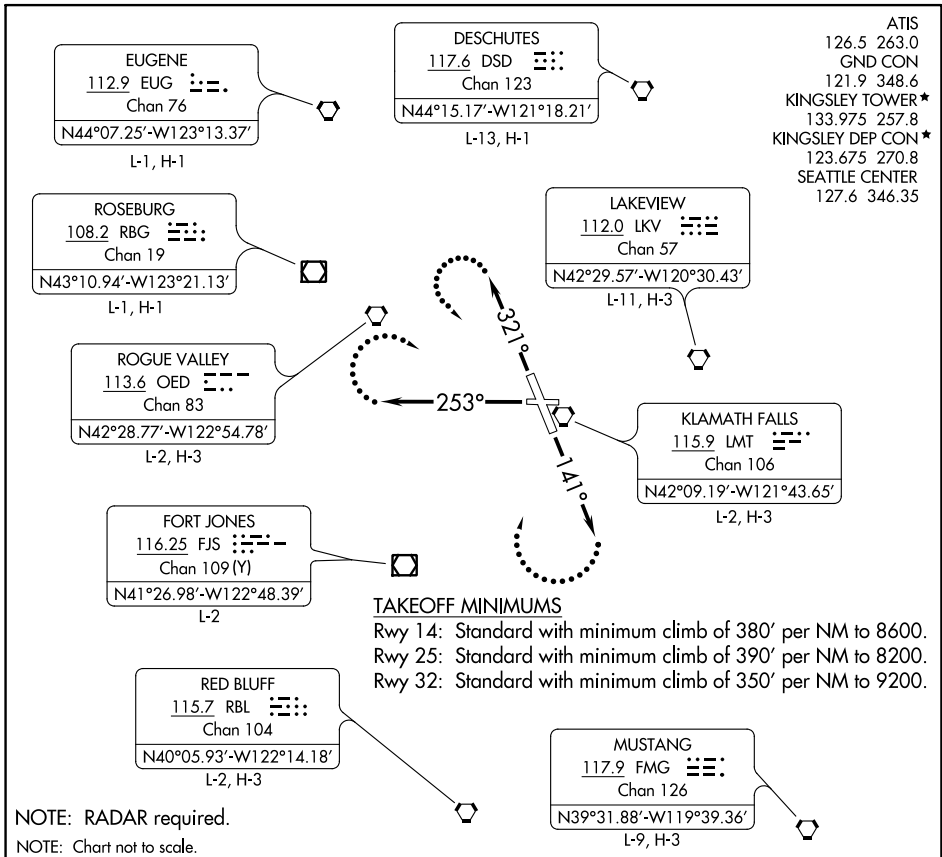 ATIS
126.5 263.0
GND CON
121.9 348.6
KINGSLEY TOWER★
133.975 257.8
KINGSLEY DEP CON★
123.675 270.8
SEATTLE CENTER
127.6 346.35
EUGENE
112.9 EUG
Chan 76
N44°07.25'-W123°13.37'
L-1, H-1
DESCHUTES
117.6 DSD
Chan 123
N44°15.17'-W121°18.21'
L-13, H-1
ROSEBURG
108.2 RBG
Chan 19
N43°10.94'-W123°21.13'
L-1, H-1
LAKEVIEW
112.0 LKV
Chan 57
N42°29.57'-W120°30.43'
L-11, H-3
ROGUE VALLEY
113.6 OED
Chan 83
N42°28.77'-W122°54.78'
L-2, H-3
321°
253°
141°
KLAMATH FALLS
115.9 LMT
Chan 106
N42°09.19'-W121°43.65'
L-2, H-3
FORT JONES
116.25 FJS
Chan 109 (Y)
N41°26.98'-W122°48.39'
L-2
TAKEOFF MINIMUMS
Rwy 14: Standard with minimum climb of 380' per NM to 8600.
Rwy 25: Standard with minimum climb of 390' per NM to 8200.
Rwy 32: Standard with minimum climb of 350' per NM to 9200.
RED BLUFF
115.7 RBL
Chan 104
N40°05.93'-W122°14.18'
L-2, H-3
MUSTANG
117.9 FMG
Chan 126
N39°31.88'-W119°39.36'
L-9, H-3
NOTE: RADAR required.
NOTE: Chart not to scale.